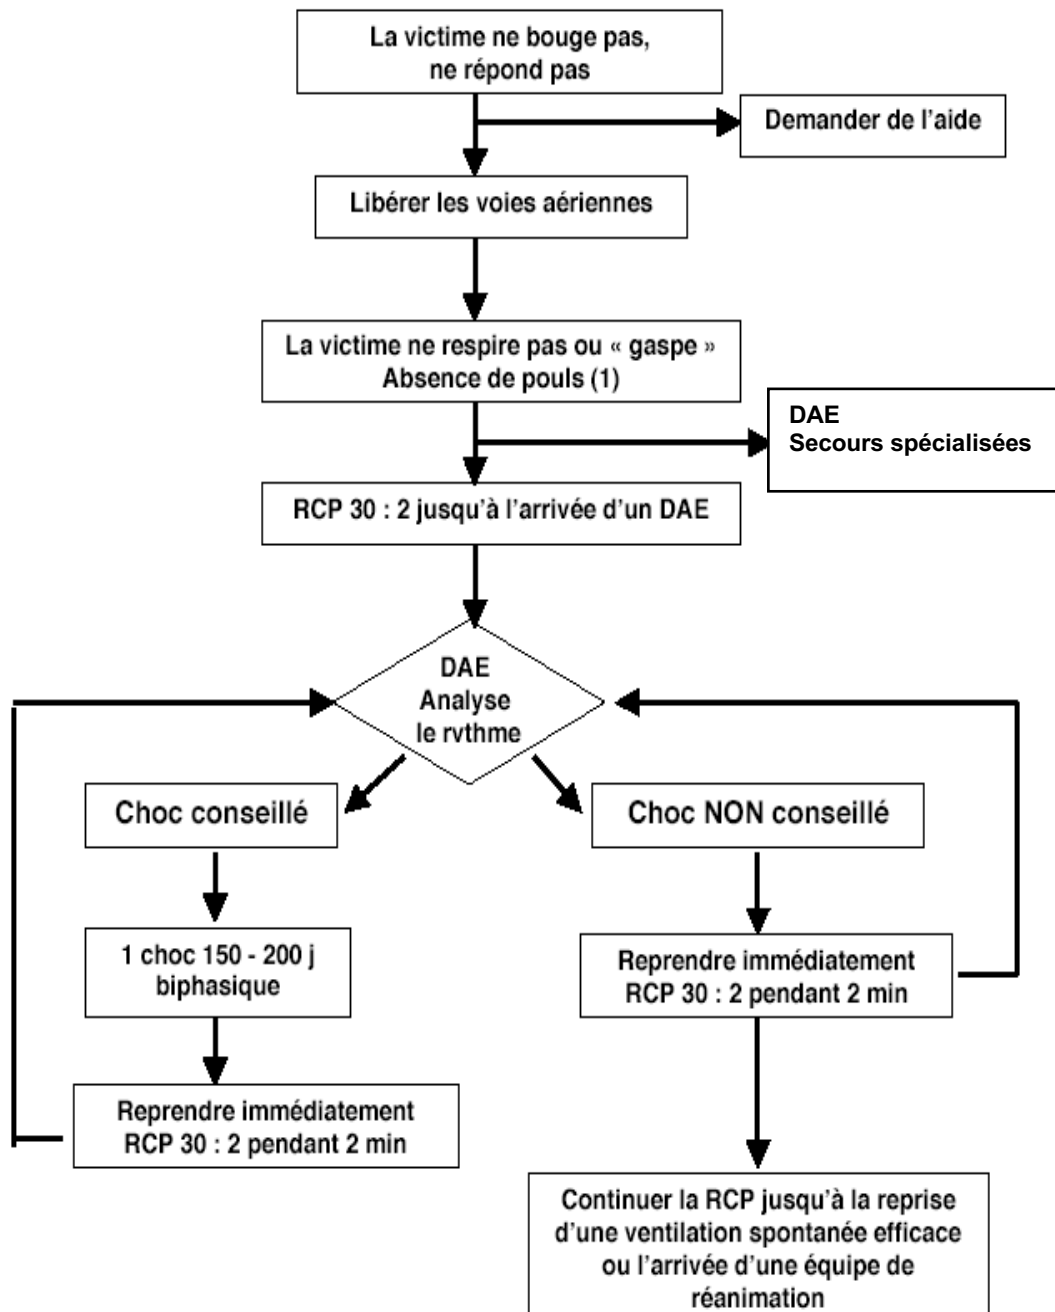 La victime ne bouge pas,
ne répond pas
Demander de l'aide
Libérer les voies aériennes
La victime ne respire pas ou « gaspe »
Absence de pouls (1)
DAE
Secours spécialisées
RCP 30 : 2 jusqu'à l'arrivée d'un DAE
DAE
Analyse
le rvthme
Choc conseillé
Choc NON conseillé
1 choc 150 - 200 j
biphasique
Reprendre immédiatement
RCP 30 : 2 pendant 2 min
Reprendre immédiatement
RCP 30 : 2 pendant 2 min
Continuer la RCP jusqu'à la reprise
d'une ventilation spontanée efficace
ou l'arrivée d'une équipe de
réanimation